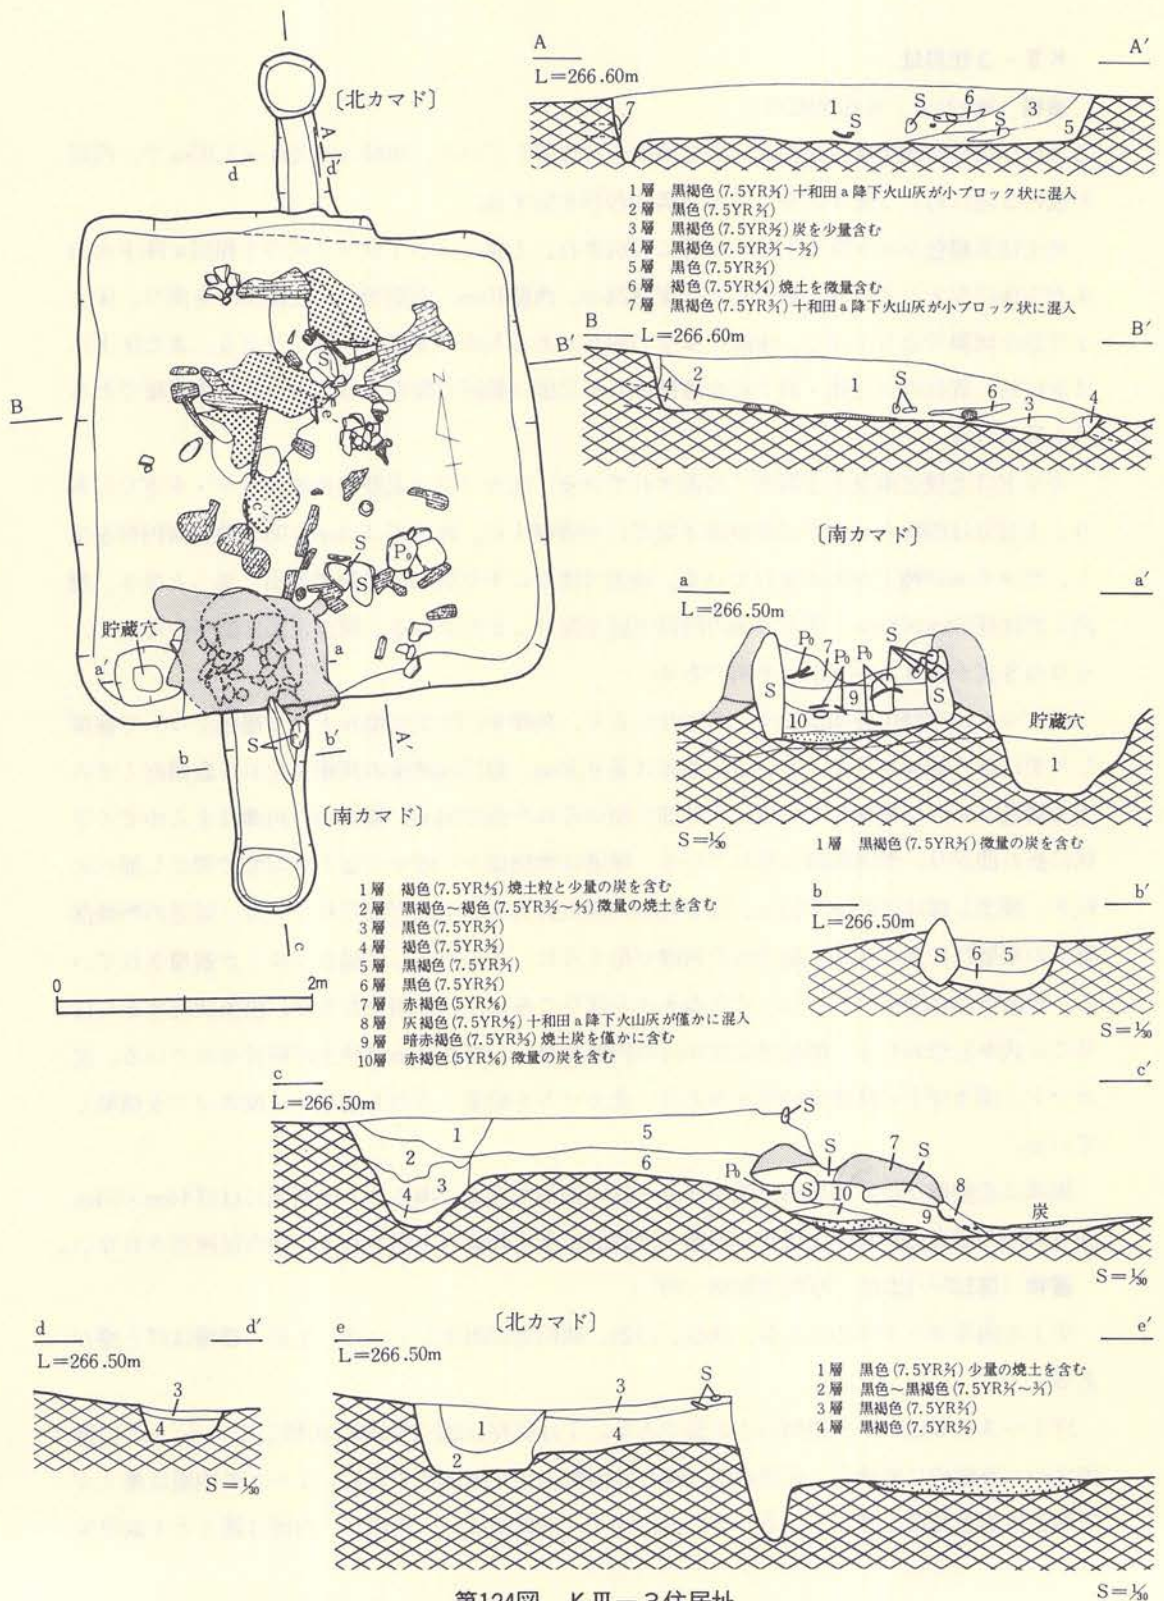 〔北カマド〕
A
A′
L=266.60m
7
1
S
S
6
S
3
5
1層 黒褐色(7.5YR3/1)十和田a降下火山灰が小ブロック状に混入
2層 黒色(7.5YR2/1)
3層 黒褐色(7.5YR3/2)炭を少量含む
4層 黒褐色(7.5YR3/1〜3/2)
5層 黒色(7.5YR2/1)
6層 褐色(7.5YR4/4)焼土を微量含む
7層 黒褐色(7.5YR3/1)十和田a降下火山灰が小ブロック状に混入
B
B′
L=266.60m
4
2
1
S
6
3
4
A
d
d′
B
B′
S
e′
S
S
P₀
貯蔵穴
a′
a
S
b
b′
A′
〔南カマド〕
c
0
2m
〔南カマド〕
a
a′
L=266.50m
P₀
7
P₀
P₀
S
S
9
S
10
貯蔵穴
1
S=1/30
1層 黒褐色(7.5YR3/1)微量の炭を含む
b
b′
L=266.50m
S
6
5
S=1/30
1層 褐色(7.5YR4/3)焼土粒と少量の炭を含む
2層 黒褐色〜褐色 微量の焼土を含む
3層 黒色(7.5YR2/1)
4層 褐色
5層 黒褐色(7.5YR3/1)
6層 黒色(7.5YR2/1)
7層 赤褐色(5YR4/6)
8層 灰褐色(7.5YR4/2)十和田a降下火山灰が僅かに混入
9層 暗赤褐色 焼土炭を僅かに含む
10層 赤褐色(5YR4/6)微量の炭を含む
c
c′
L=266.50m
1
2
3
4
5
6
S
P₀
S
S
7
S
10
9
8
炭
S=1/30
〔北カマド〕
d
d′
L=266.50m
3
4
S=1/30
e
e′
L=266.50m
1
2
3
4
S
1層 黒色(7.5YR2/1)少量の焼土を含む
2層 黒色〜黒褐色(7.5YR2/1〜3/1)
3層 黒褐色(7.5YR3/1)
4層 黒褐色(7.5YR3/2)
S=1/30
第124図 KⅢ−3住居址